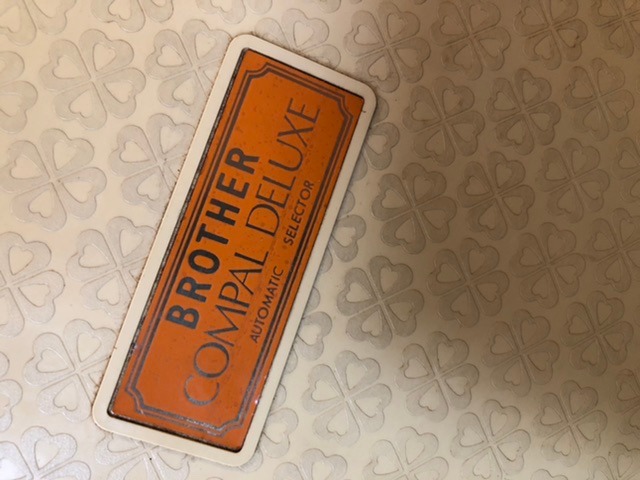 BROTHER
COMPAL DELUXE
AUTOMATIC SELECTOR